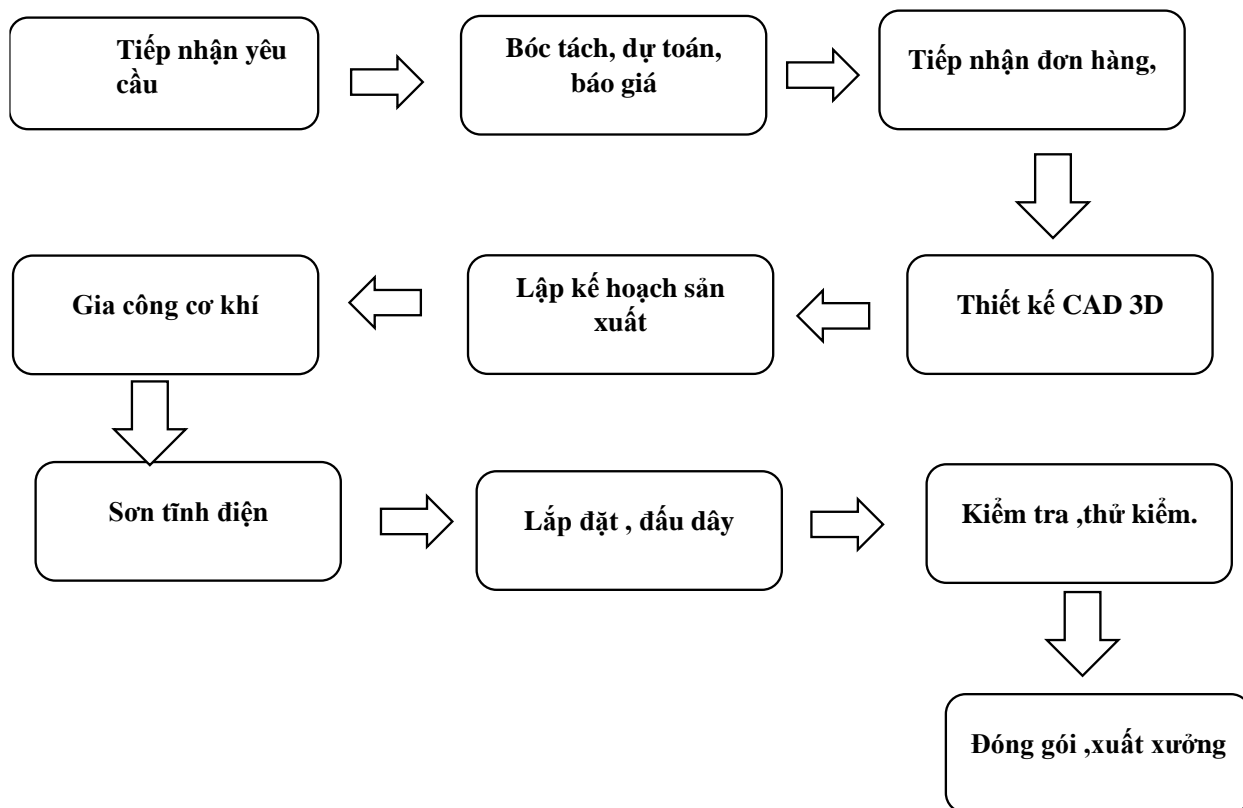 Tiếp nhận yêu
cầu
Bóc tách, dự toán,
báo giá
Tiếp nhận đơn hàng,
Thiết kế CAD 3D
Lập kế hoạch sản
xuất
Gia công cơ khí
Sơn tĩnh điện
Lắp đặt , đấu dây
Kiểm tra ,thử kiểm.
Đóng gói ,xuất xưởng